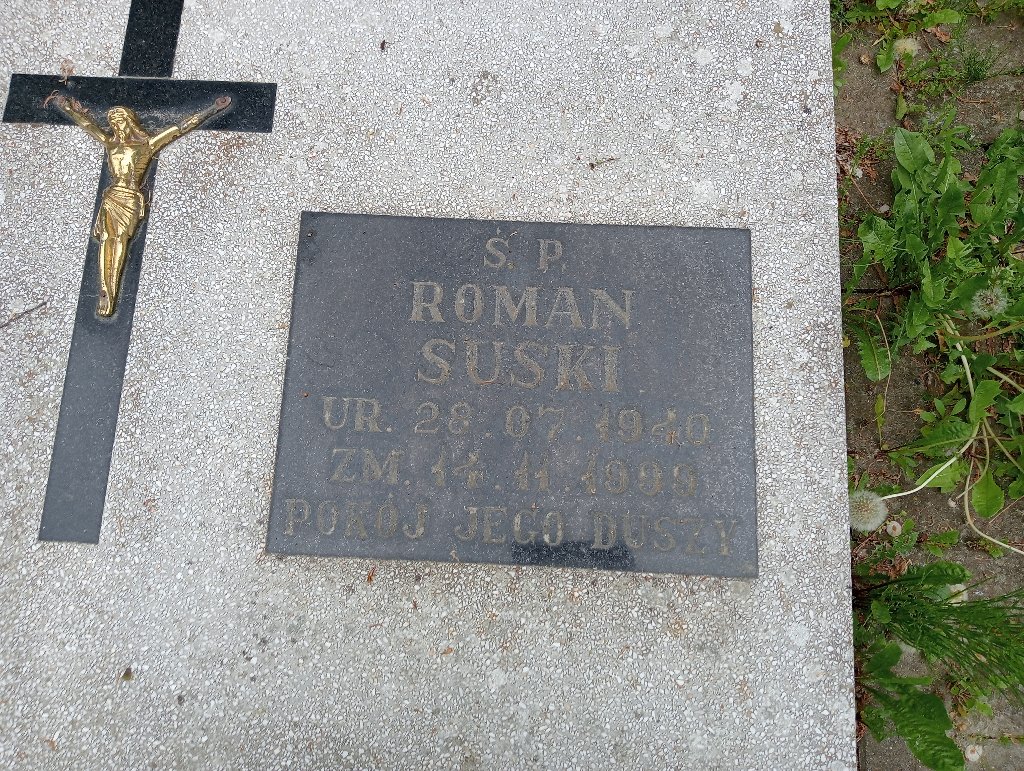 Ś. P.
ROMAN
SUSKI
UR. 28.07.1940
ZM. 14.11.1999
POKÓJ JEGO DUSZY